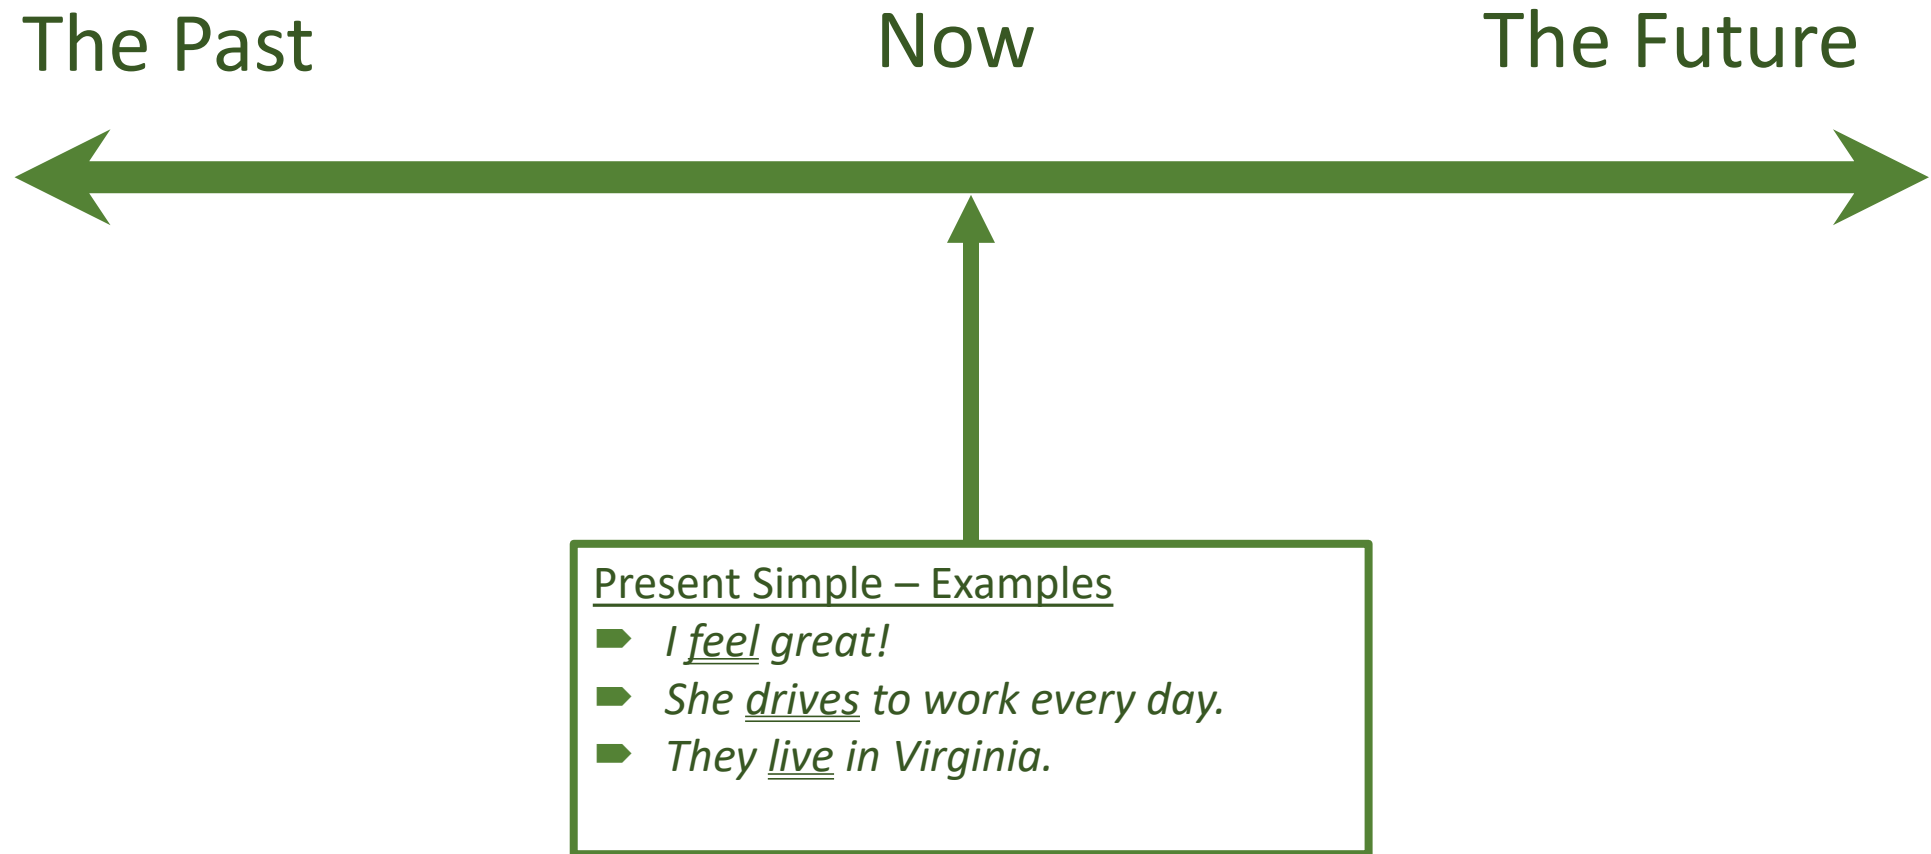 The Past
Now
The Future
Present Simple – Examples
I feel great!
She drives to work every day.
They live in Virginia.